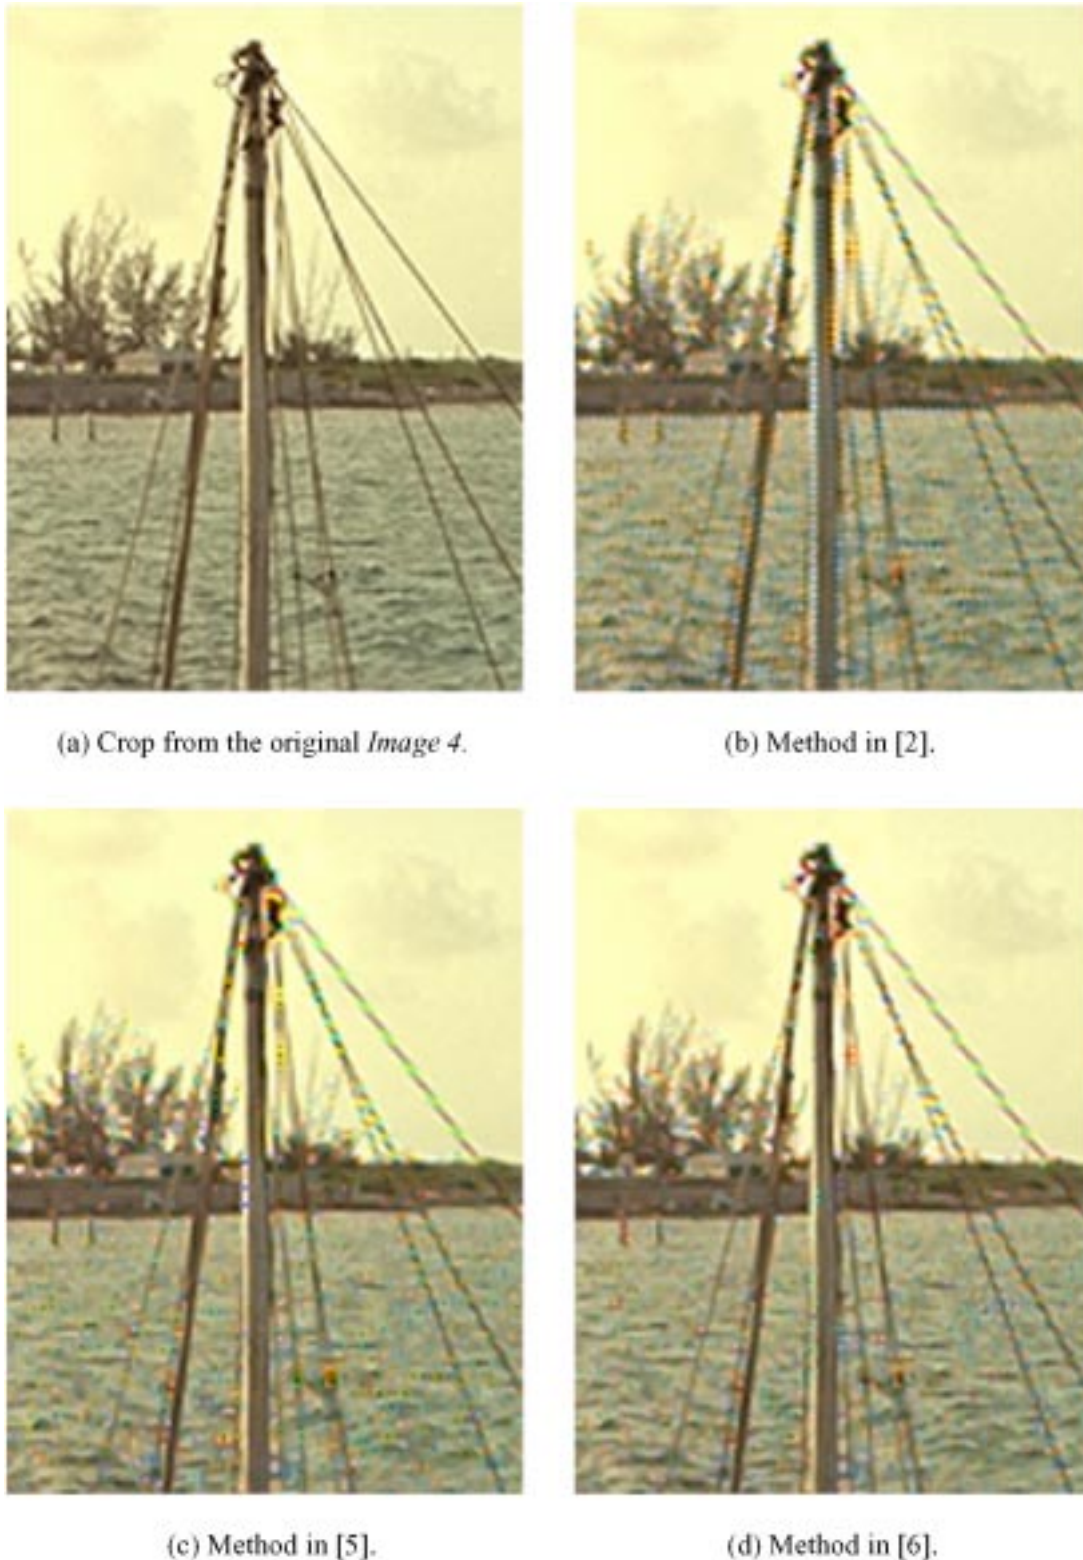 (a) Crop from the original Image 4.
(b) Method in [2].
(c) Method in [5].
(d) Method in [6].